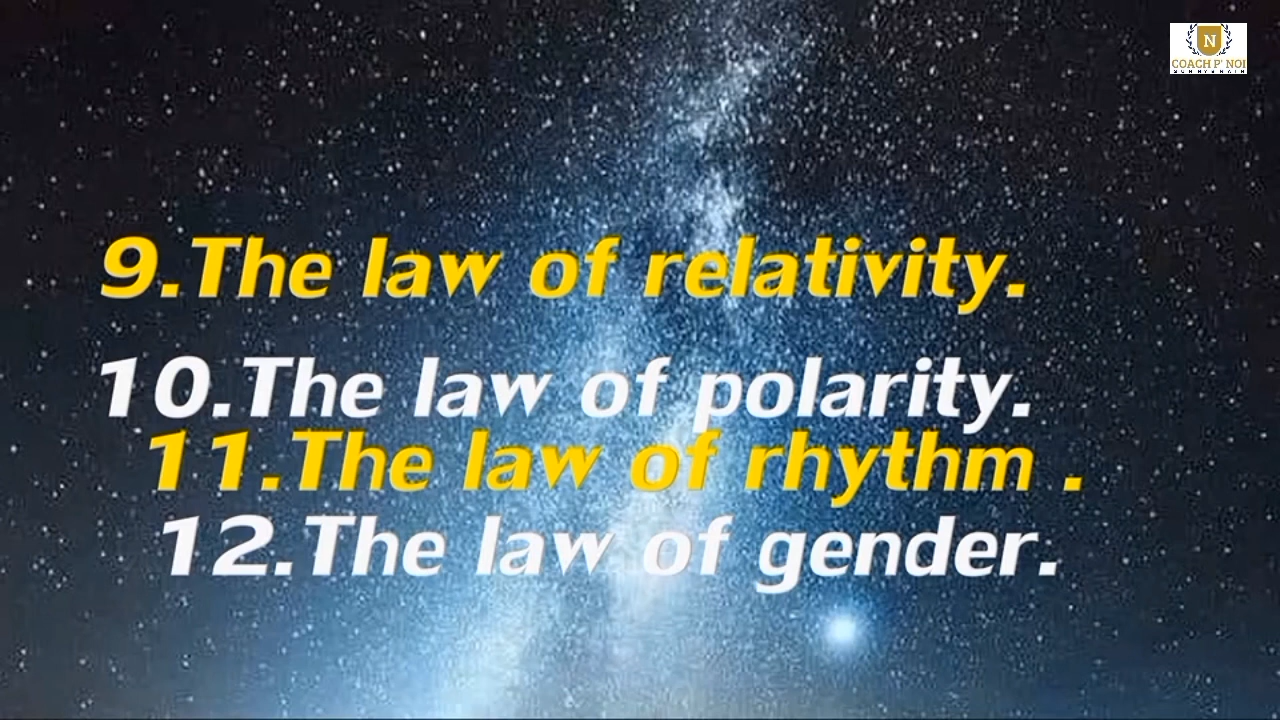 N
COACH P' NOI
9.The law of relativity.
10.The law of polarity.
11.The law of rhythm .
12.The law of gender.